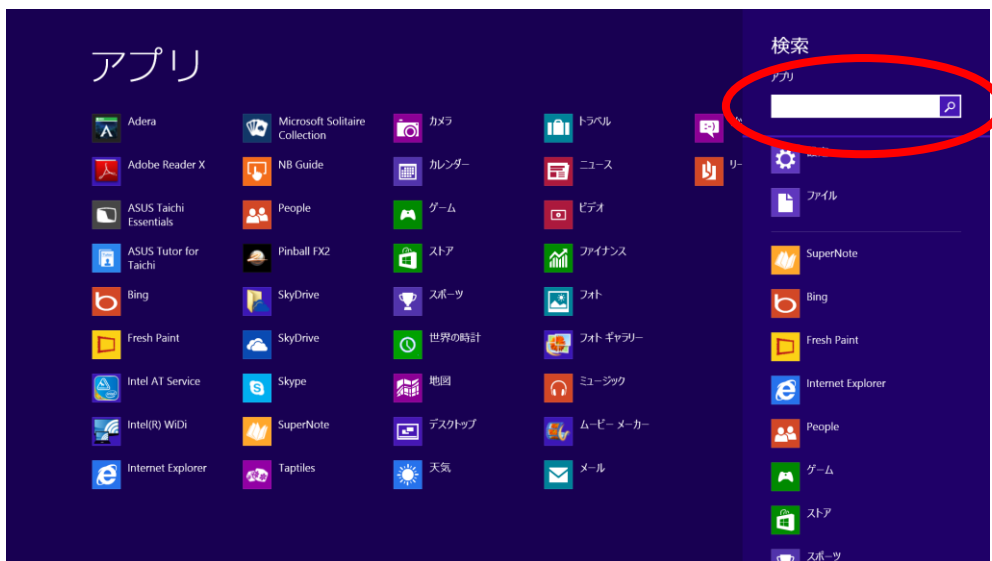 アプリ
Adera
Adobe Reader X
ASUS Taichi
Essentials
ASUS Tutor for
Taichi
Bing
Fresh Paint
Intel AT Service
Intel(R) WiDi
Internet Explorer
Microsoft Solitaire
Collection
NB Guide
People
Pinball FX2
SkyDrive
SkyDrive
Skype
SuperNote
Taptiles
カメラ
カレンダー
ゲーム
ストア
スポーツ
世界の時計
地図
デスクトップ
天気
トラベル
ニュース
ビデオ
ファイナンス
フォト
フォト ギャラリー
ミュージック
ムービー メーカー
メール
検索
アプリ
ファイル
SuperNote
Bing
Fresh Paint
Internet Explorer
People
ゲーム
ストア
スポーツ